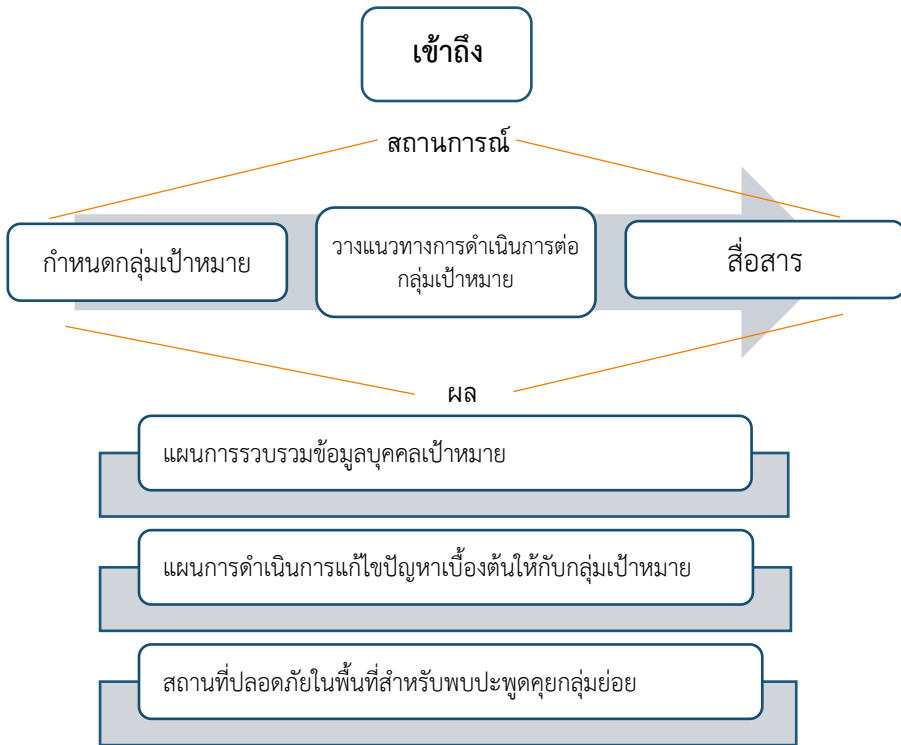 เข้าถึง
สถานการณ์
กำหนดกลุ่มเป้าหมาย
วางแนวทางการดำเนินการต่อ
กลุ่มเป้าหมาย
สื่อสาร
ผล
แผนการรวบรวมข้อมูลบุคคลเป้าหมาย
แผนการดำเนินการแก้ไขปัญหาเบื้องต้นให้กับกลุ่มเป้าหมาย
สถานที่ปลอดภัยในพื้นที่สำหรับพบปะพูดคุยกลุ่มย่อย